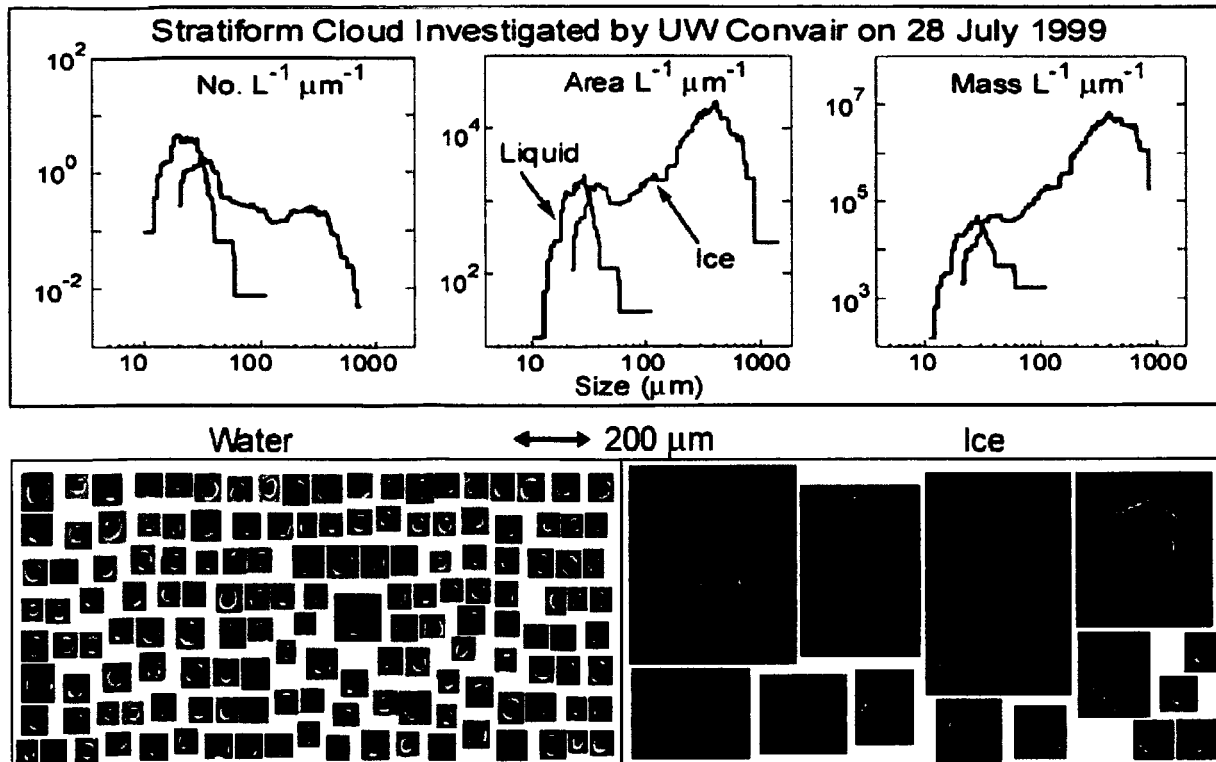 Stratiform Cloud Investigated by UW Convair on 28 July 1999
No. L⁻¹ μm⁻¹
10²
10⁰
10⁻²
10 100 1000
Area L⁻¹ μm⁻¹
10⁴
10²
Liquid
Ice
10 100 1000
Mass L⁻¹ μm⁻¹
10⁷
10⁵
10³
10 100 1000
Size (μm)
Water 200 μm Ice